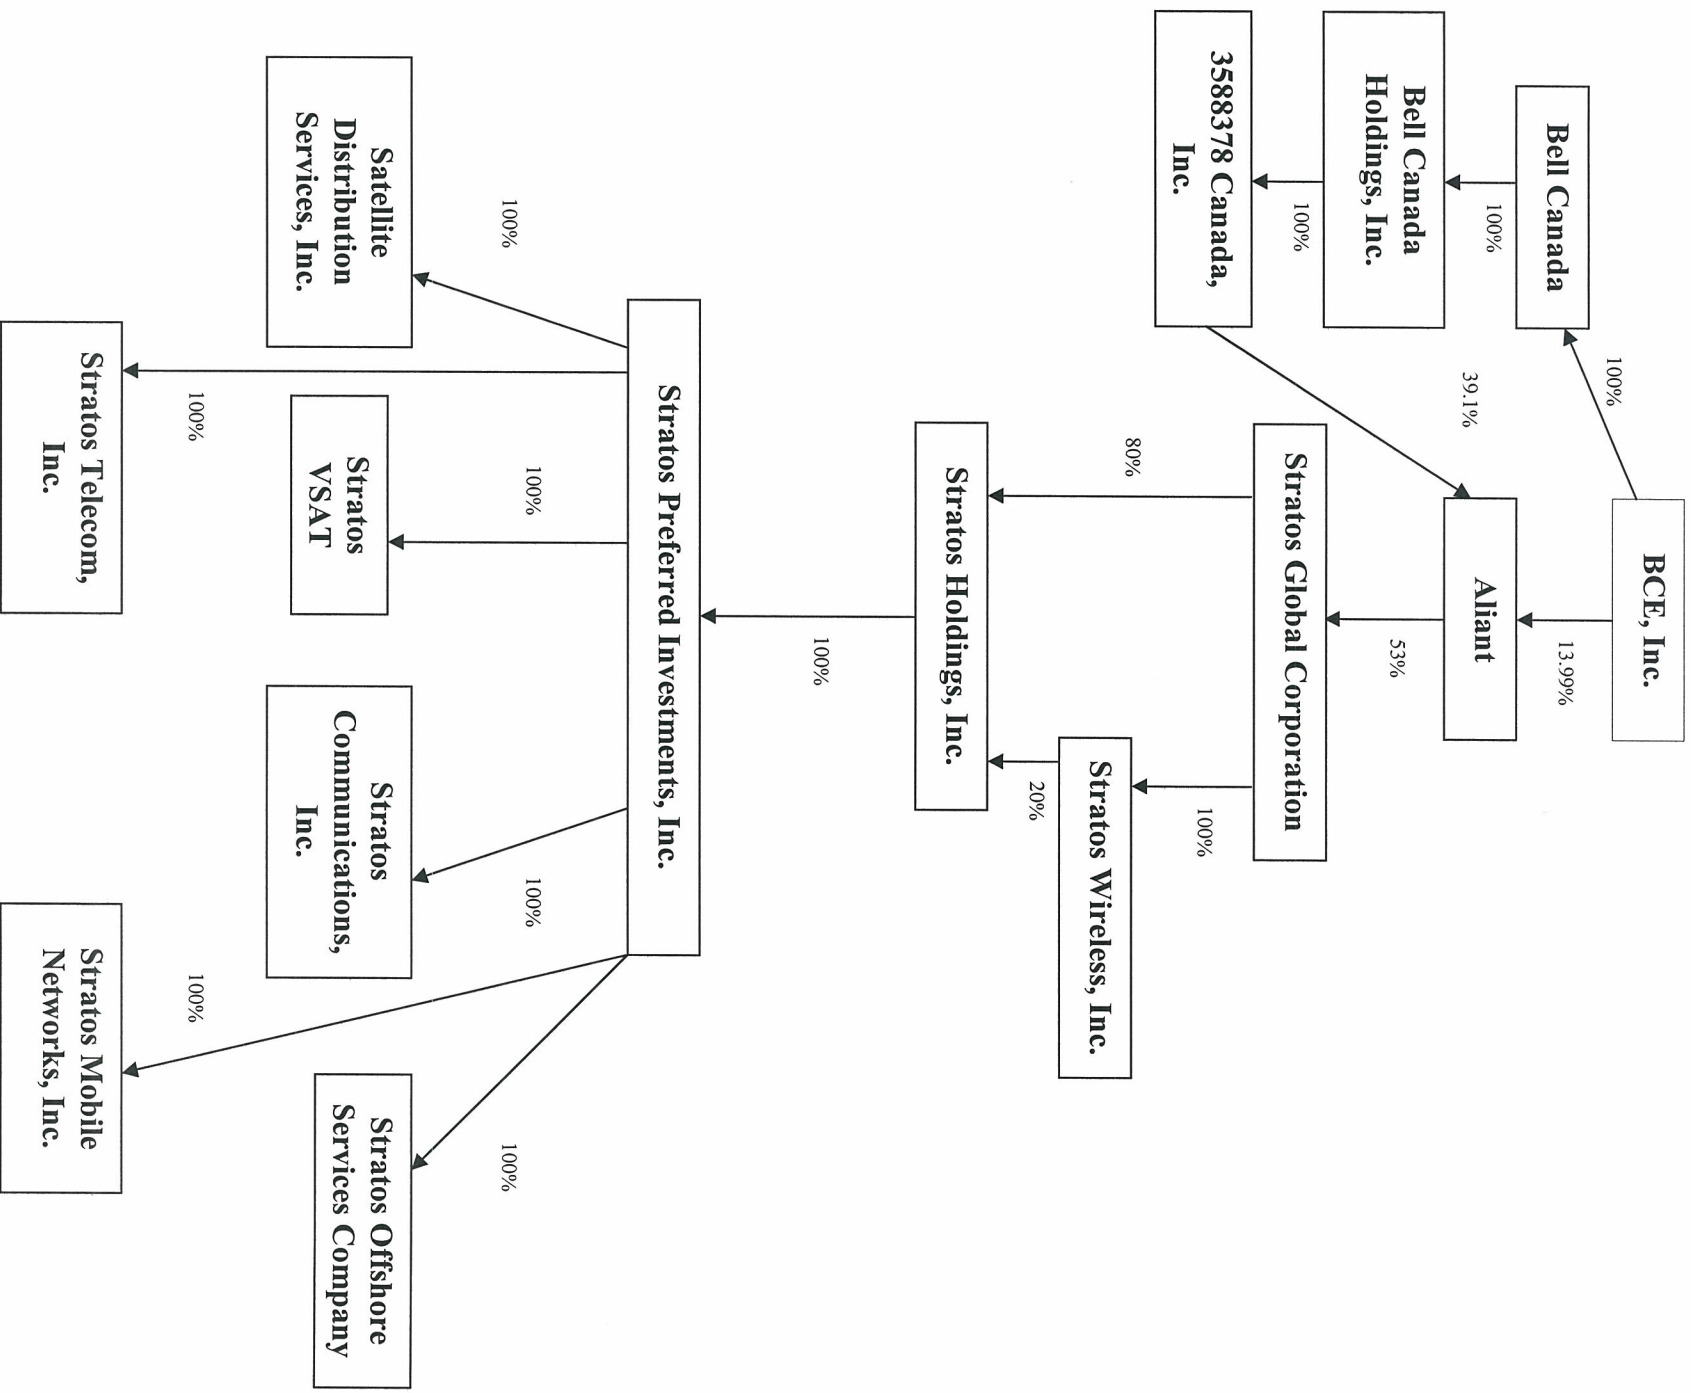 BCE, Inc.
100%
13.99%
Bell Canada
Aliant
100%
39.1%
53%
Bell Canada
Holdings, Inc.
Stratos Global Corporation
100%
3588378 Canada,
Inc.
80%
100%
Stratos Wireless, Inc.
20%
Stratos Holdings, Inc.
100%
Stratos Preferred Investments, Inc.
100%
100%
100%
100%
Satellite
Distribution
Services, Inc.
Stratos
VSAT
Stratos
Communications,
Inc.
Stratos Offshore
Services Company
100%
100%
Stratos Telecom,
Inc.
Stratos Mobile
Networks, Inc.